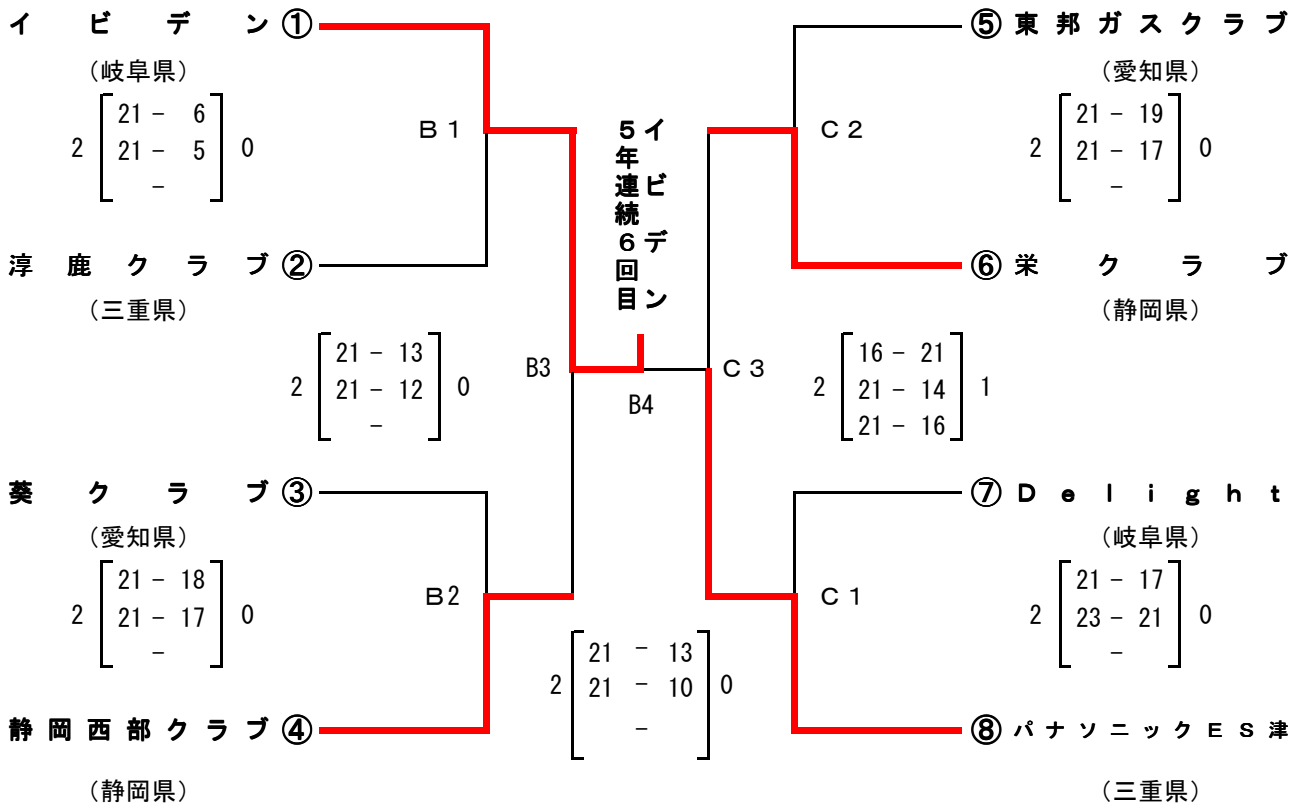 イビデン ①
（岐阜県）
2 21 - 6 0
21 - 5
-
B1
淳鹿クラブ ②
（三重県）
2 21 - 13 0
21 - 12
-
B3
葵クラブ ③
（愛知県）
2 21 - 18 0
21 - 17
-
B2
静岡西部クラブ ④
（静岡県）
イビデン
5年連続6回目
B4
2 21 - 13 0
21 - 10
-
⑤ 東邦ガスクラブ
（愛知県）
2 21 - 19 0
21 - 17
-
C2
⑥ 栄クラブ
（静岡県）
C3
2 16 - 21 1
21 - 14
21 - 16
⑦ Delight
（岐阜県）
2 21 - 17 0
23 - 21
-
C1
⑧ パナソニックES津
（三重県）